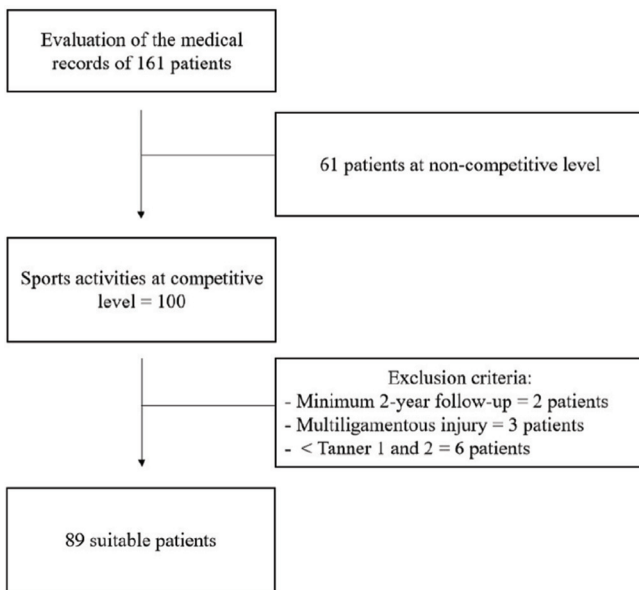 Evaluation of the medical
records of 161 patients
61 patients at non-competitive level
Sports activities at competitive
level = 100
Exclusion criteria:
- Minimum 2-year follow-up = 2 patients
- Multiligamentous injury = 3 patients
- < Tanner 1 and 2 = 6 patients
89 suitable patients